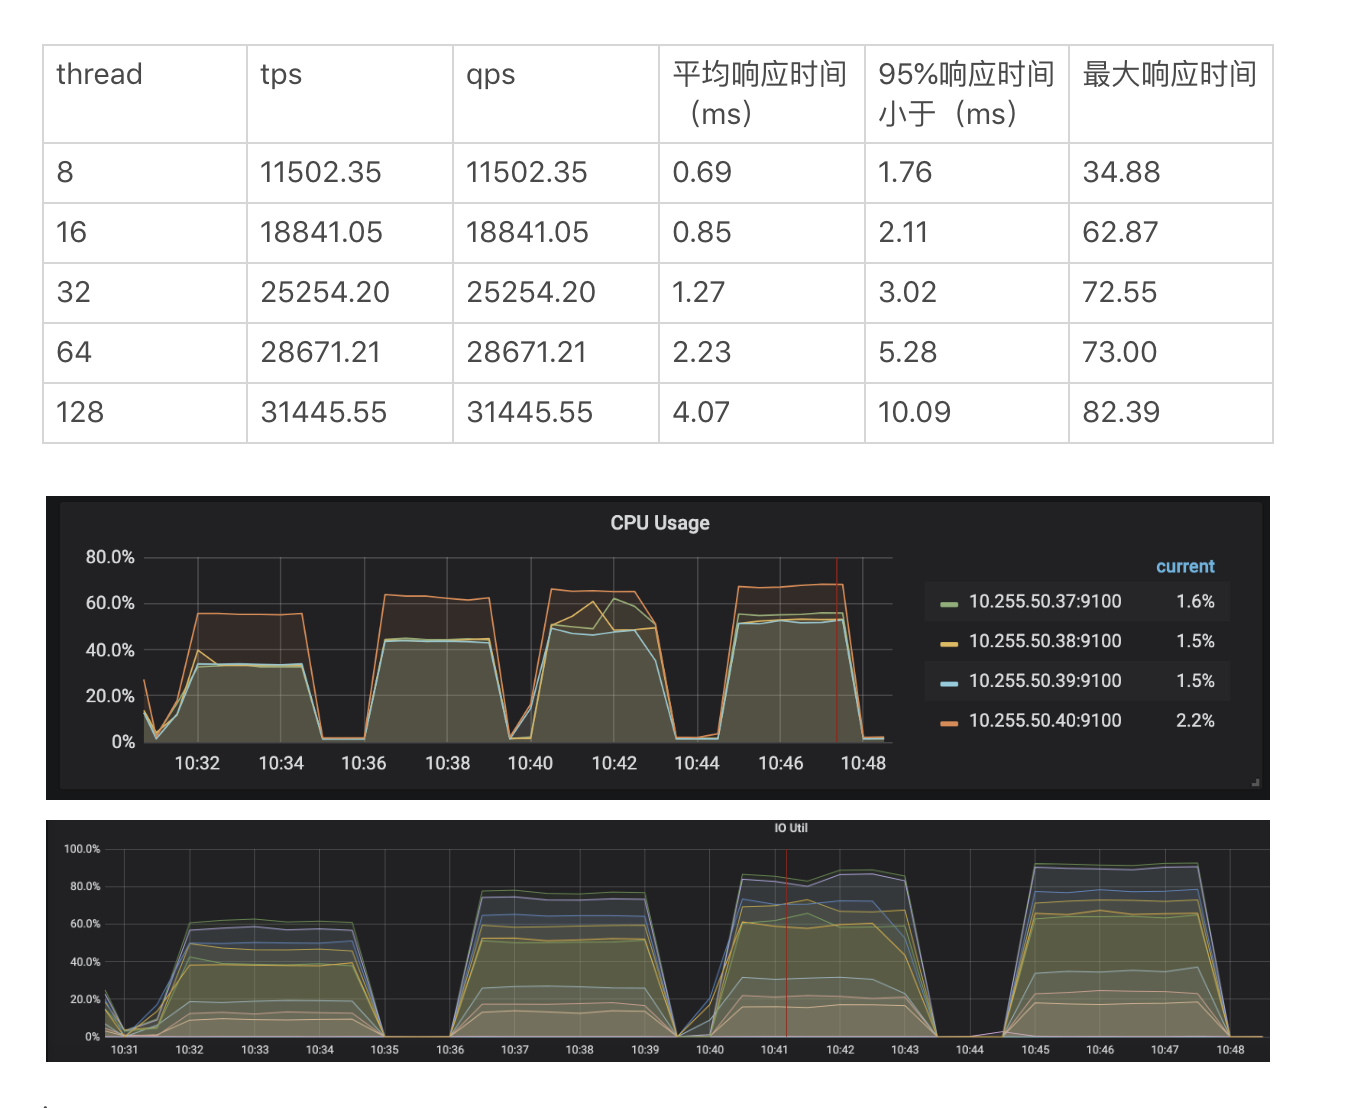 thread tps qps 平均响应时间 95%响应时间 最大响应时间
（ms） 小于（ms）
8 11502.35 11502.35 0.69 1.76 34.88
16 18841.05 18841.05 0.85 2.11 62.87
32 25254.20 25254.20 1.27 3.02 72.55
64 28671.21 28671.21 2.23 5.28 73.00
128 31445.55 31445.55 4.07 10.09 82.39
CPU Usage
80.0%
60.0%
40.0%
20.0%
0%
10:32 10:34 10:36 10:38 10:40 10:42 10:44 10:46 10:48
current
10.255.50.37:9100 1.6%
10.255.50.38:9100 1.5%
10.255.50.39:9100 1.5%
10.255.50.40:9100 2.2%
IO Util
100.0%
80.0%
60.0%
40.0%
20.0%
0%
10:31 10:32 10:33 10:34 10:35 10:36 10:37 10:38 10:39 10:40 10:41 10:42 10:43 10:44 10:45 10:46 10:47 10:48